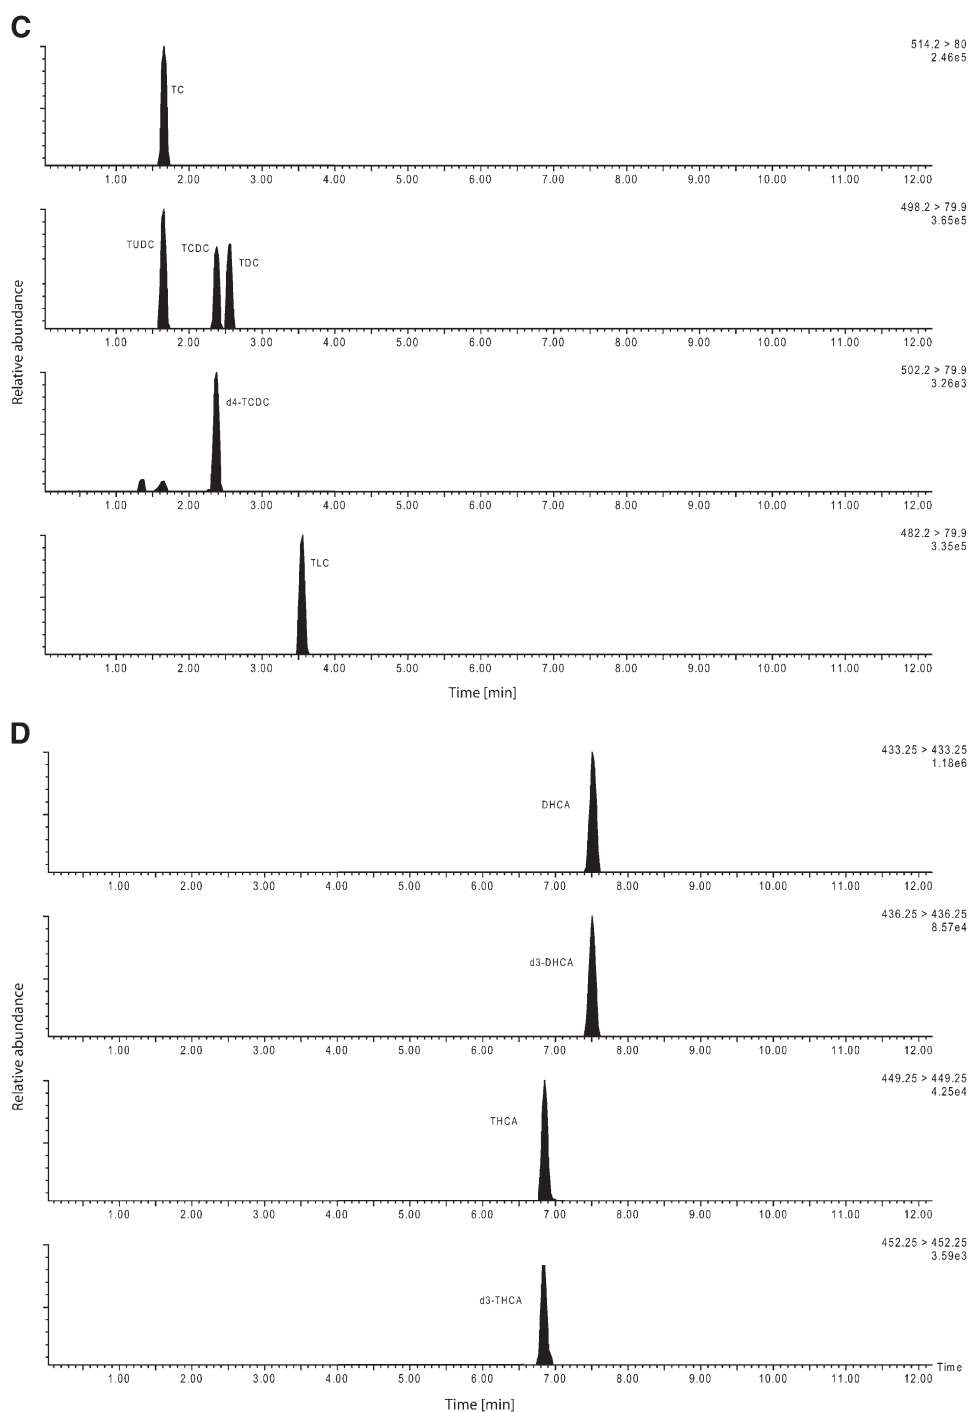 C
514.2 > 80
2.46e5
TC
1.00 2.00 3.00 4.00 5.00 6.00 7.00 8.00 9.00 10.00 11.00 12.00
498.2 > 79.9
3.65e5
TUDC TCDC TDC
1.00 2.00 3.00 4.00 5.00 6.00 7.00 8.00 9.00 10.00 11.00 12.00
Relative abundance
502.2 > 79.9
3.26e3
d4-TCDC
1.00 2.00 3.00 4.00 5.00 6.00 7.00 8.00 9.00 10.00 11.00 12.00
482.2 > 79.9
3.35e5
TLC
1.00 2.00 3.00 4.00 5.00 6.00 7.00 8.00 9.00 10.00 11.00 12.00
Time [min]
D
433.25 > 433.25
1.18e6
DHCA
1.00 2.00 3.00 4.00 5.00 6.00 7.00 8.00 9.00 10.00 11.00 12.00
436.25 > 436.25
8.57e4
d3-DHCA
1.00 2.00 3.00 4.00 5.00 6.00 7.00 8.00 9.00 10.00 11.00 12.00
Relative abundance
449.25 > 449.25
4.25e4
THCA
1.00 2.00 3.00 4.00 5.00 6.00 7.00 8.00 9.00 10.00 11.00 12.00
452.25 > 452.25
3.59e3
d3-THCA
Time
1.00 2.00 3.00 4.00 5.00 6.00 7.00 8.00 9.00 10.00 11.00 12.00
Time [min]